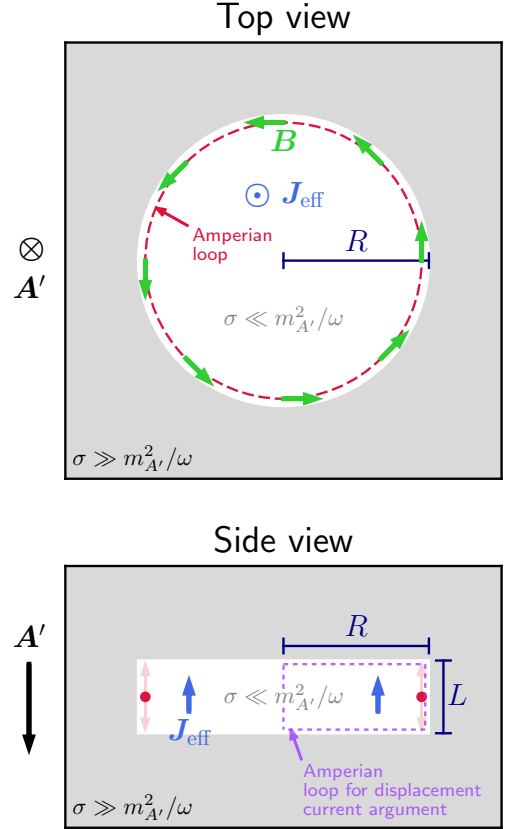 Top view
B
⊙ J_eff
Amperian
loop
R
⊗
A′
σ ≪ m²_A′/ω
σ ≫ m²_A′/ω
Side view
A′
R
σ ≪ m²_A′/ω
L
J_eff
Amperian
loop for displacement
current argument
σ ≫ m²_A′/ω